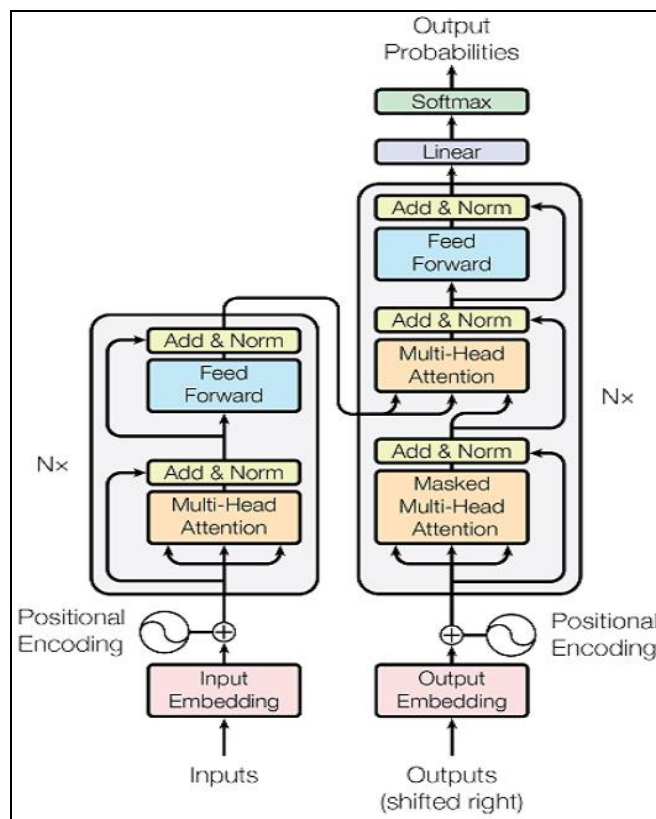 Output
Probabilities
Softmax
Linear
Add & Norm
Feed
Forward
Add & Norm
Multi-Head
Attention
Add & Norm
Masked
Multi-Head
Attention
Nx
Add & Norm
Feed
Forward
Add & Norm
Multi-Head
Attention
Nx
Positional
Encoding
Positional
Encoding
Input
Embedding
Output
Embedding
Inputs
Outputs
(shifted right)